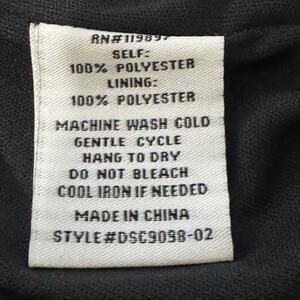 RN#119897
SELF:
100% POLYESTER
LINING:
100% POLYESTER
MACHINE WASH COLD
GENTLE CYCLE
HANG TO DRY
DO NOT BLEACH
COOL IRON IF NEEDED
MADE IN CHINA
STYLE#DSC9098-02